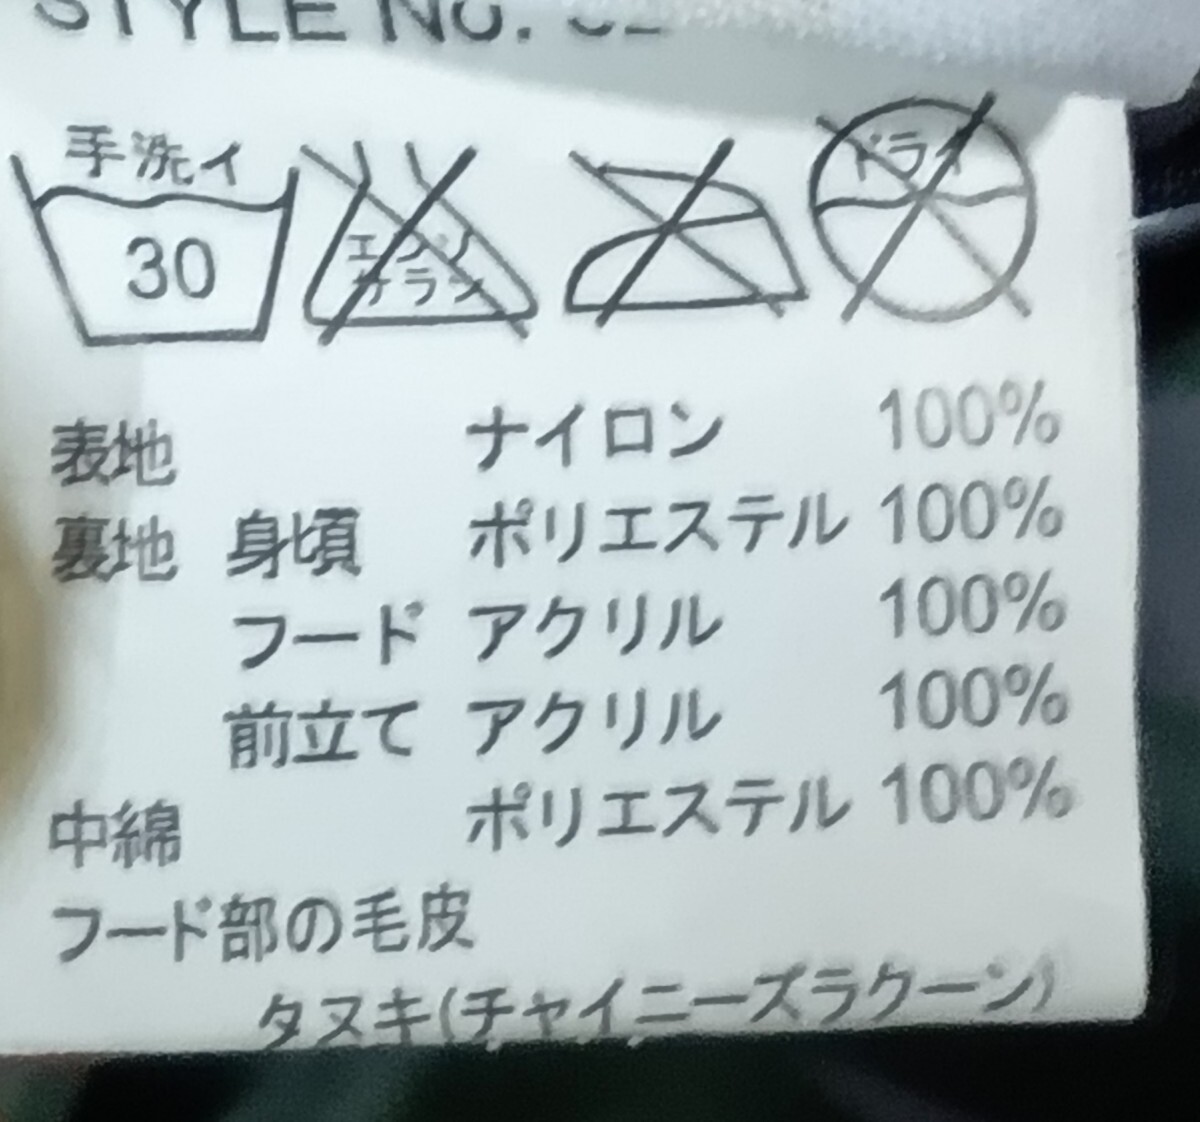 STYLE NO.
手洗イ
30
エンソ
サラシ
ドライ
表地 ナイロン 100%
裏地 身頃 ポリエステル 100%
フード アクリル 100%
前立て アクリル 100%
中綿 ポリエステル 100%
フード部の毛皮
タヌキ(チャイニーズラクーン)